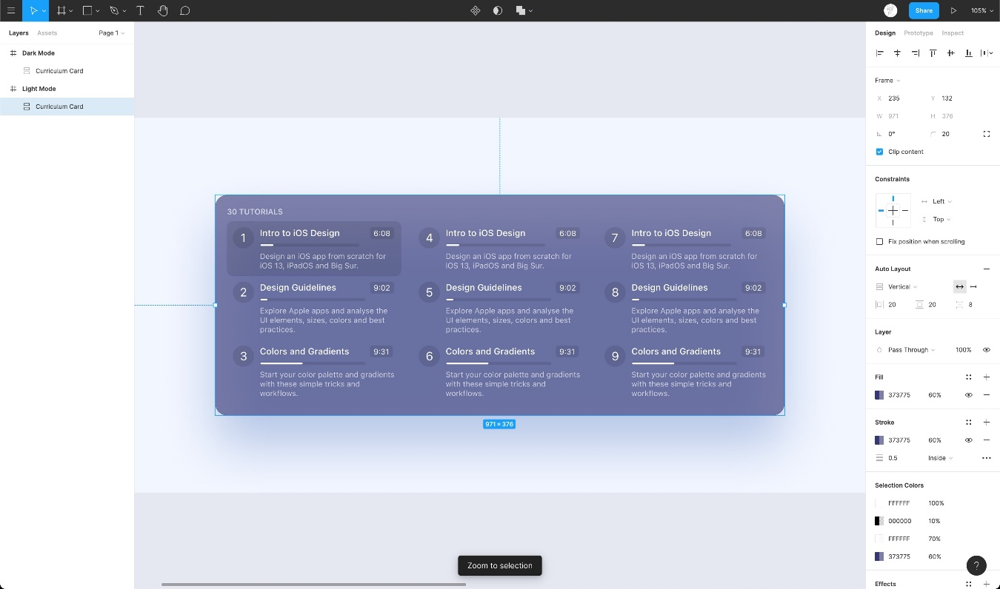 Share
105%
Layers
Assets
Page 1
Dark Mode
Curriculum Card
Light Mode
Curriculum Card
30 TUTORIALS
1
Intro to iOS Design
6:08
Design an iOS app from scratch for
iOS 13, iPadOS and Big Sur.
2
Design Guidelines
9:02
Explore Apple apps and analyse the
UI elements, sizes, colors and best
practices.
3
Colors and Gradients
9:31
Start your color palette and gradients
with these simple tricks and
workflows.
4
Intro to iOS Design
6:08
Design an iOS app from scratch for
iOS 13, iPadOS and Big Sur.
5
Design Guidelines
9:02
Explore Apple apps and analyse the
UI elements, sizes, colors and best
practices.
6
Colors and Gradients
9:31
Start your color palette and gradients
with these simple tricks and
workflows.
7
Intro to iOS Design
6:08
Design an iOS app from scratch for
iOS 13, iPadOS and Big Sur.
8
Design Guidelines
9:02
Explore Apple apps and analyse the
UI elements, sizes, colors and best
practices.
9
Colors and Gradients
9:31
Start your color palette and gradients
with these simple tricks and
workflows.
971 × 376
Zoom to selection
Design
Prototype
Inspect
Frame
X 235 Y 132
W 971 H 376
0° 20
Clip content
Constraints
Left
Top
Fix position when scrolling
Auto Layout
Vertical
20 20 8
Layer
Pass Through 100%
Fill
373775 60%
Stroke
373775 60%
0.5 Inside
Selection Colors
FFFFFF 100%
000000 10%
FFFFFF 70%
373775 60%
?
Effects